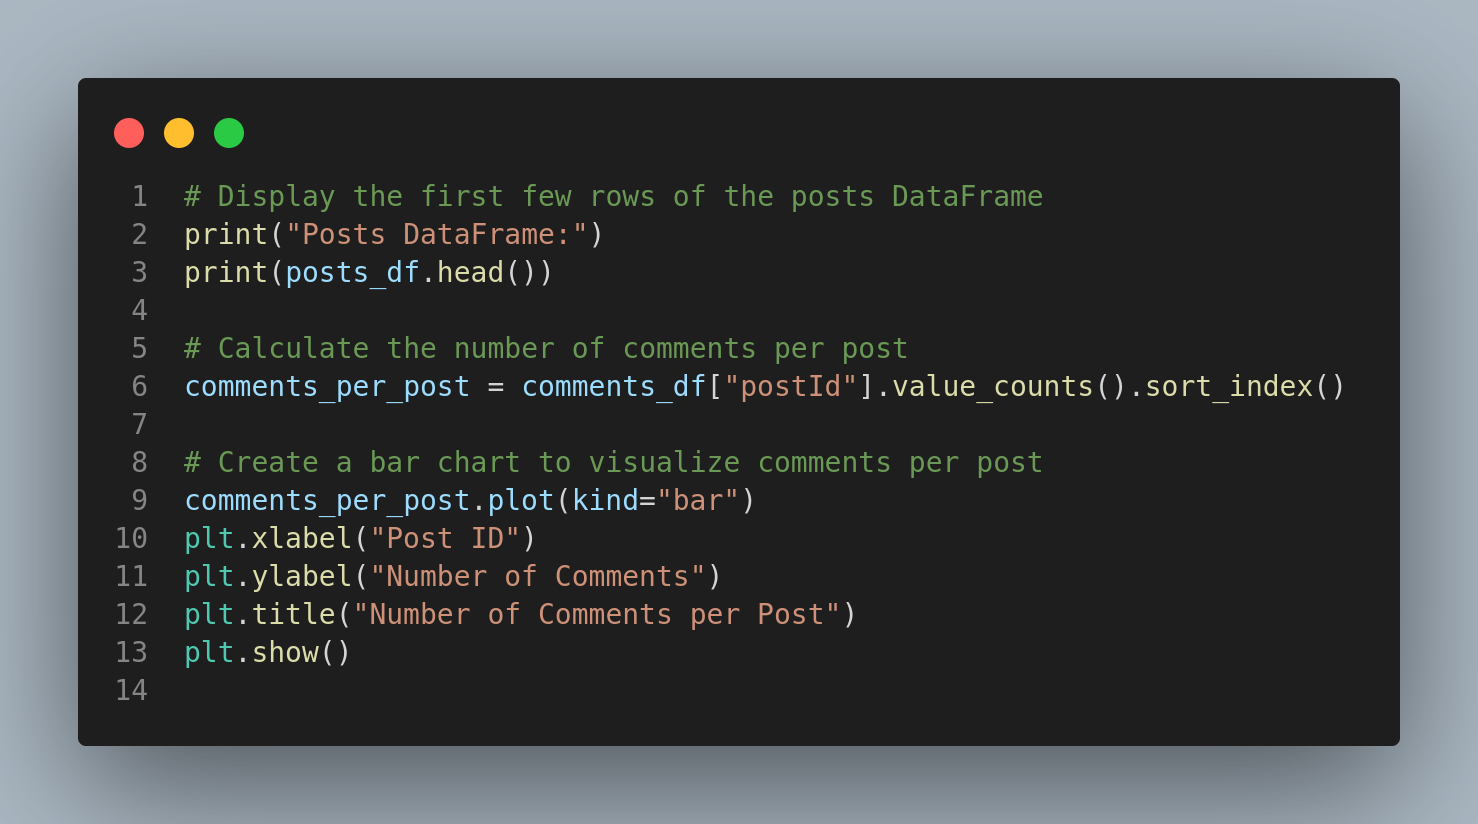 1 # Display the first few rows of the posts DataFrame
2 print("Posts DataFrame:")
3 print(posts_df.head())
4
5 # Calculate the number of comments per post
6 comments_per_post = comments_df["postId"].value_counts().sort_index()
7
8 # Create a bar chart to visualize comments per post
9 comments_per_post.plot(kind="bar")
10 plt.xlabel("Post ID")
11 plt.ylabel("Number of Comments")
12 plt.title("Number of Comments per Post")
13 plt.show()
14